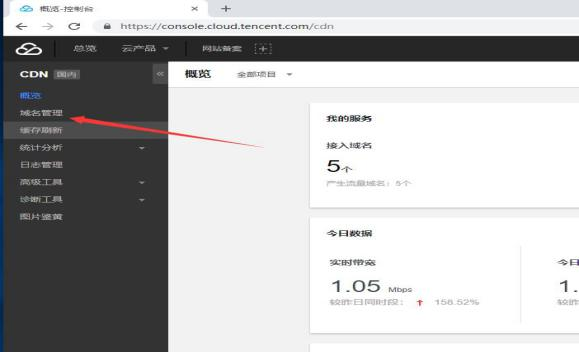 概览-控制台
https://console.cloud.tencent.com/cdn
总览 云产品 网站备案
CDN 国内 « 概览 全部项目
概览
域名管理
缓存刷新
统计分析
日志管理
高级工具
诊断工具
图片鉴黄
我的服务
接入域名
5个
产生流量域名：5个
今日数据
实时带宽 今日
1.05 Mbps 1.
较昨日同时段： ↑ 158.52% 较昨